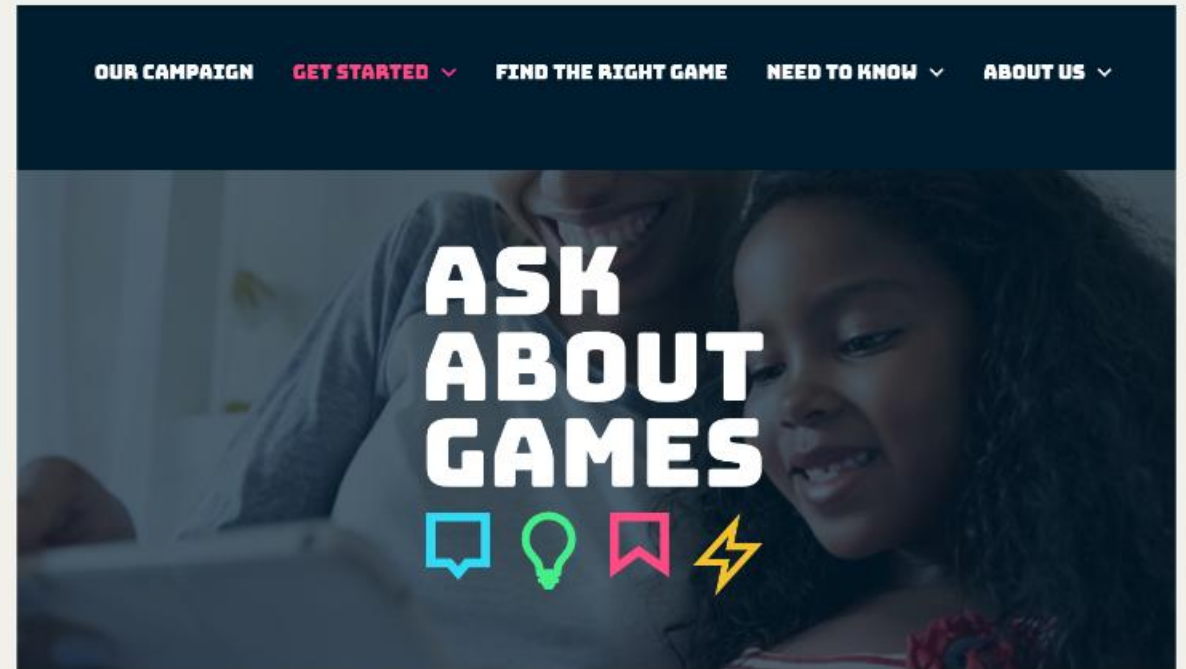 OUR CAMPAIGN GET STARTED FIND THE RIGHT GAME NEED TO KNOW ABOUT US
ASK
ABOUT
GAMES